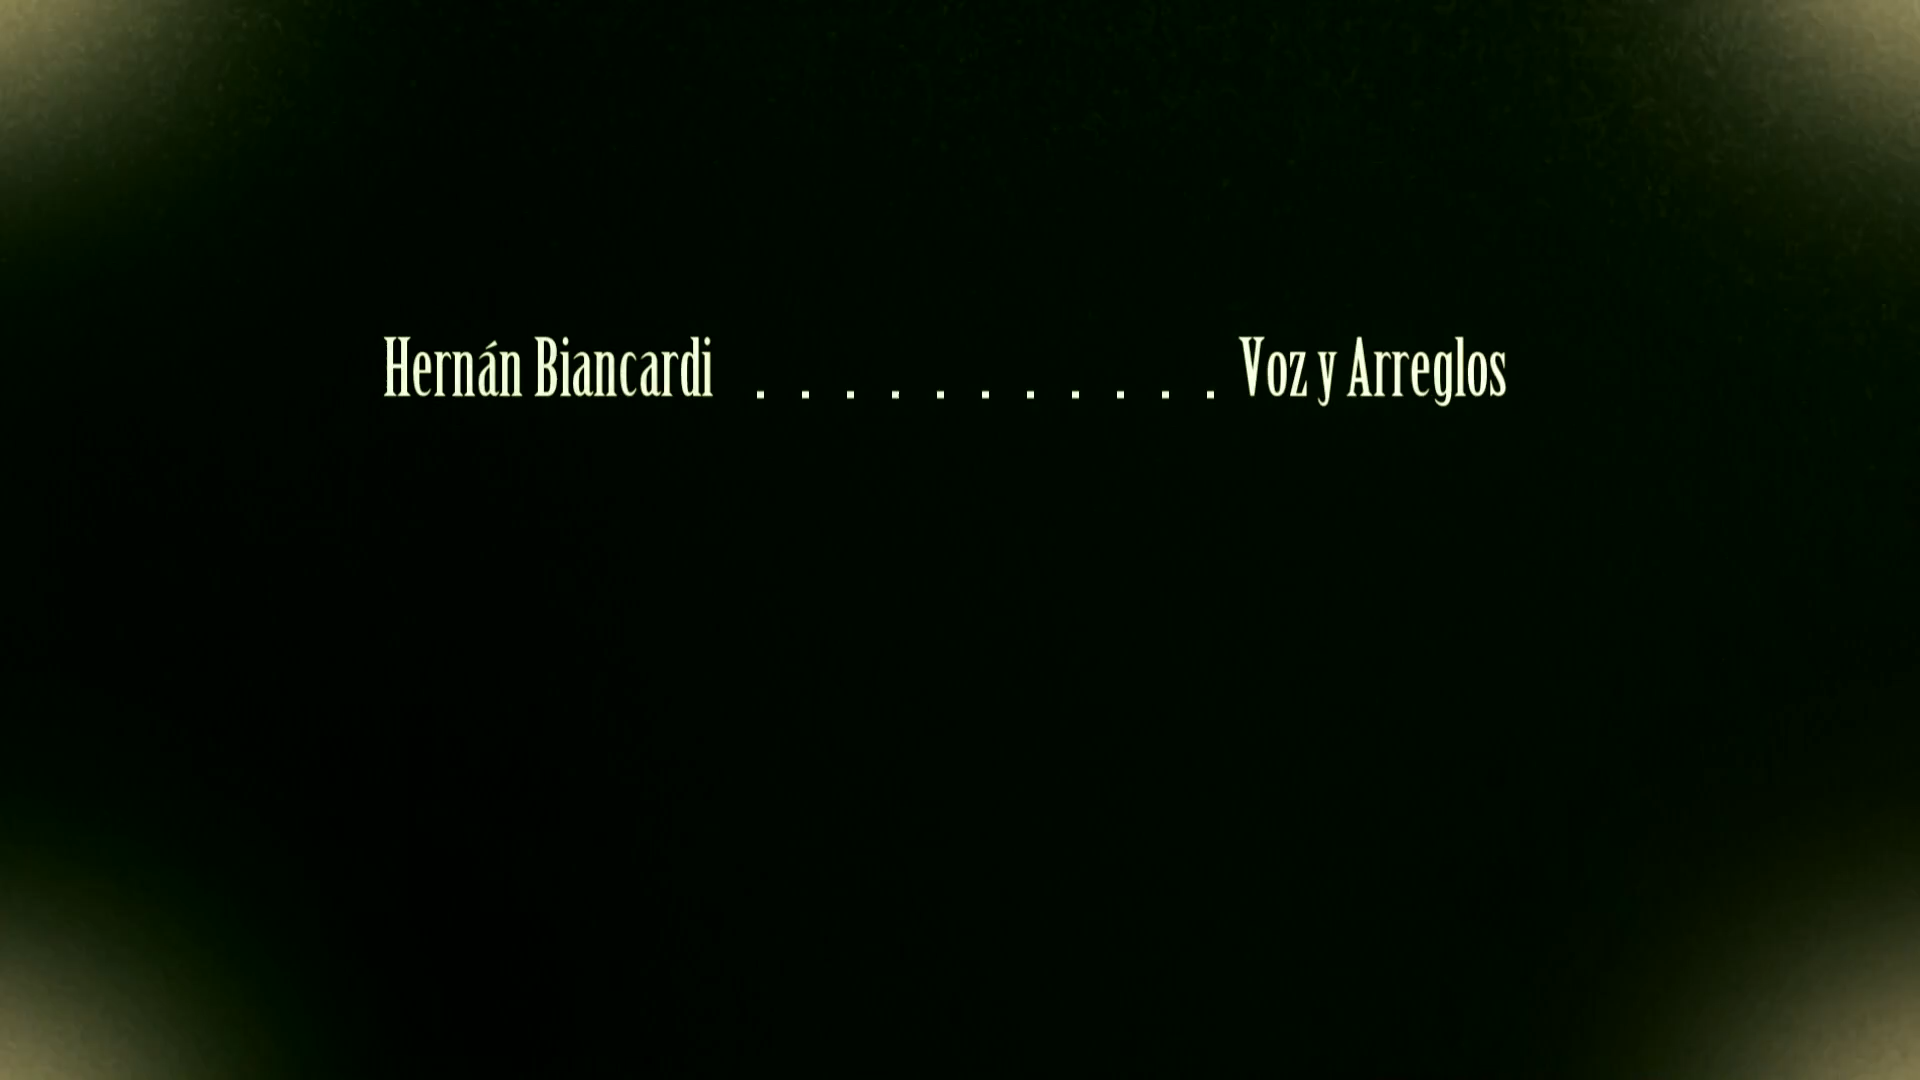 Hernán Biancardi . . . . . . . . . . . Voz y Arreglos